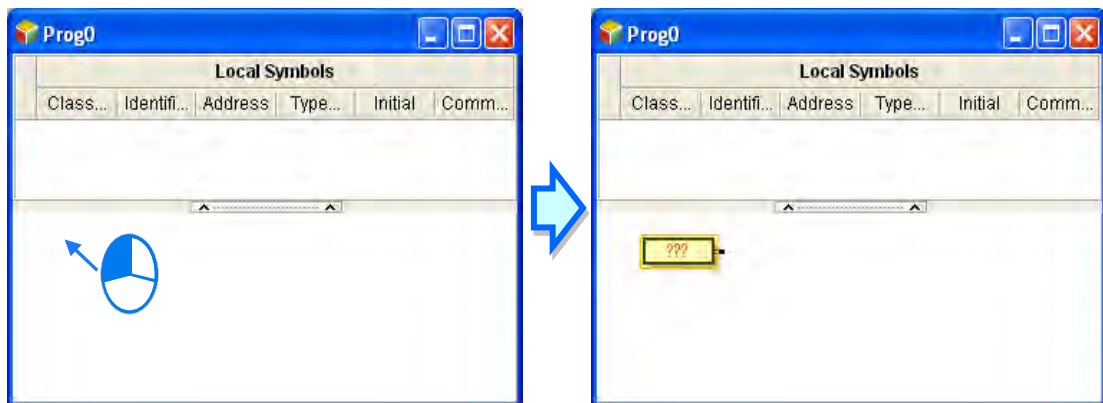 Prog0
Local Symbols
Class... Identifi... Address Type... Initial Comm...
Prog0
Local Symbols
Class... Identifi... Address Type... Initial Comm...
???